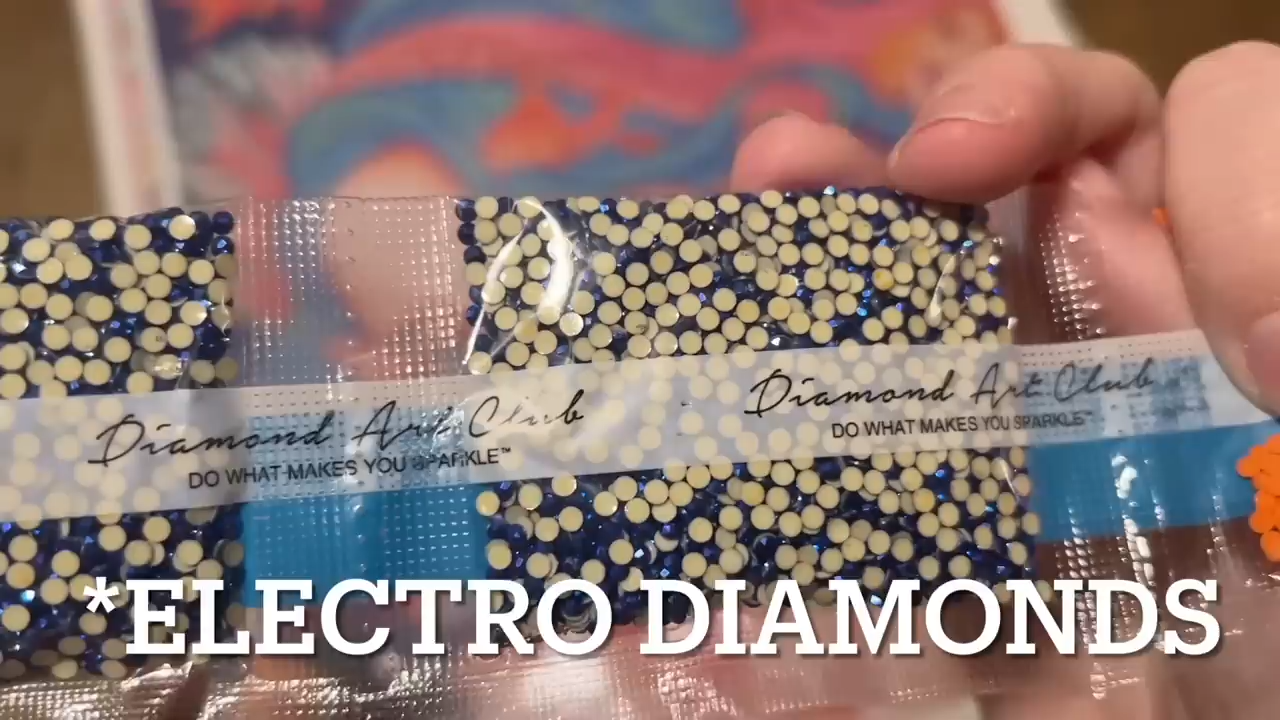 Diamond Art Club
DO WHAT MAKES YOU SPARKLE™
Diamond Art Club
DO WHAT MAKES YOU SPARKLE™
*ELECTRO DIAMONDS